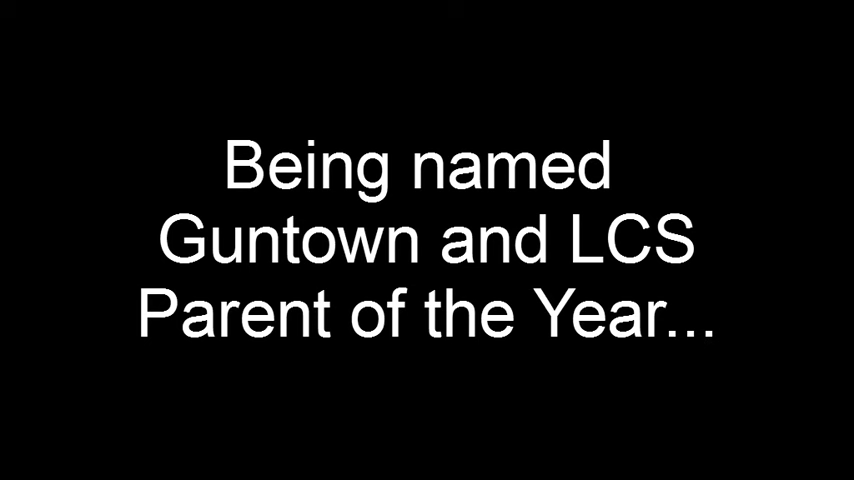 Being named
Guntown and LCS
Parent of the Year...